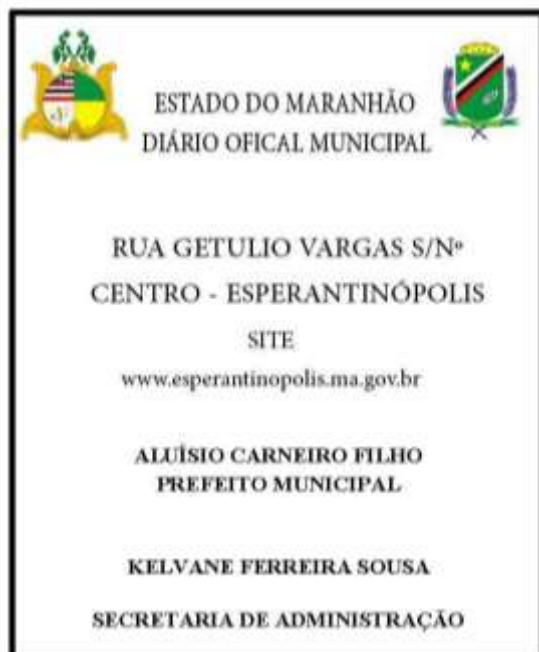 ESTADO DO MARANHÃO
DIÁRIO OFICAL MUNICIPAL
RUA GETULIO VARGAS S/Nº
CENTRO - ESPERANTINÓPOLIS
SITE
www.esperantinopolis.ma.gov.br
ALUÍSIO CARNEIRO FILHO
PREFEITO MUNICIPAL
KELVANE FERREIRA SOUSA
SECRETARIA DE ADMINISTRAÇÃO